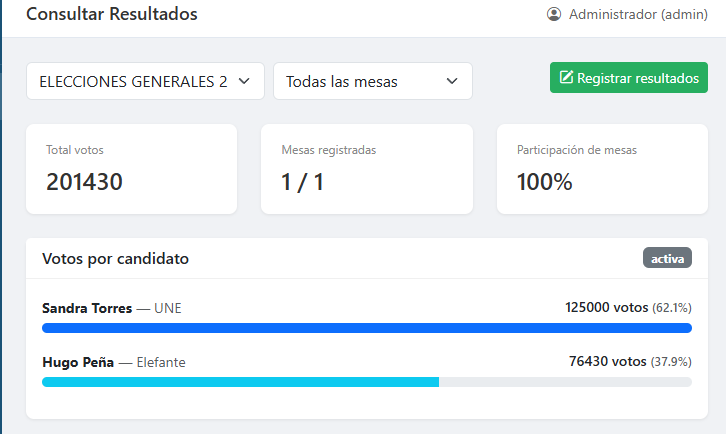 Consultar Resultados
Administrador (admin)
ELECCIONES GENERALES 2
Todas las mesas
Registrar resultados
Total votos
Mesas registradas
Participación de mesas
201430
1 / 1
100%
Votos por candidato
activa
Sandra Torres — UNE
125000 votos (62.1%)
Hugo Peña — Elefante
76430 votos (37.9%)